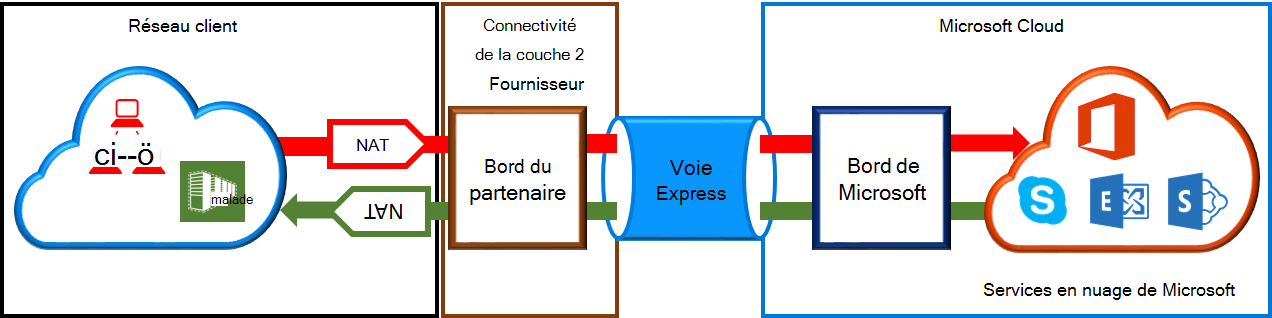 Réseau client
Connectivité
de la couche 2
Fournisseur
Microsoft Cloud
ci--ö
malade
NAT
NAT
Bord du
partenaire
Voie
Express
Bord de
Microsoft
S
E
S
Services en nuage de Microsoft